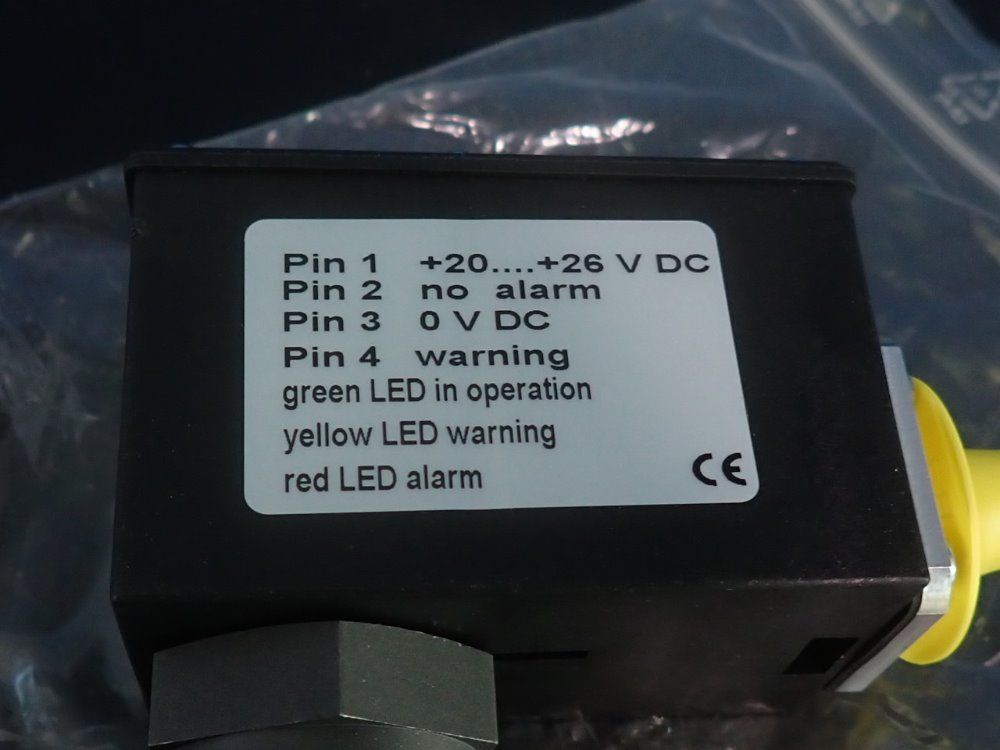 Pin 1 +20....+26 V DC
Pin 2 no alarm
Pin 3 0 V DC
Pin 4 warning
green LED in operation
yellow LED warning
red LED alarm
CE